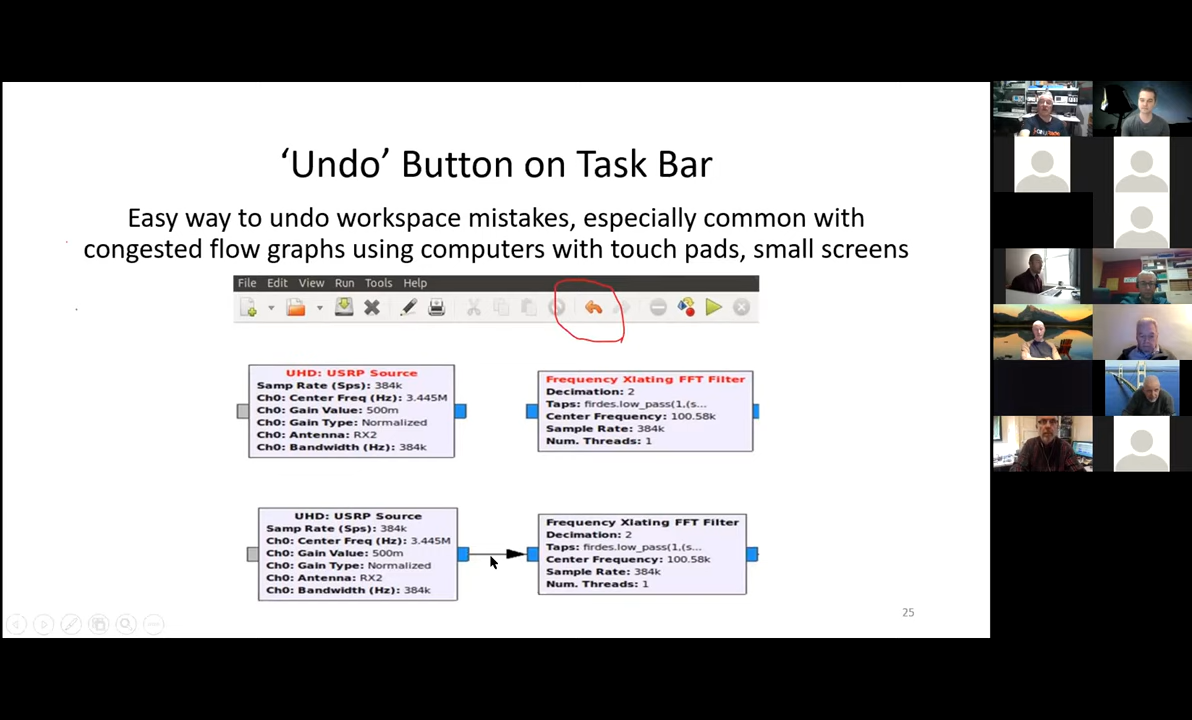 ‘Undo’ Button on Task Bar
Easy way to undo workspace mistakes, especially common with
congested flow graphs using computers with touch pads, small screens
File Edit View Run Tools Help
UHD: USRP Source
Samp Rate (Sps): 384k
Ch0: Center Freq (Hz): 3.445M
Ch0: Gain Value: 500m
Ch0: Gain Type: Normalized
Ch0: Antenna: RX2
Ch0: Bandwidth (Hz): 384k
Frequency Xlating FFT Filter
Decimation: 2
Taps: firdes.low_pass(1,(s...
Center Frequency: 100.58k
Sample Rate: 384k
Num. Threads: 1
UHD: USRP Source
Samp Rate (Sps): 384k
Ch0: Center Freq (Hz): 3.445M
Ch0: Gain Value: 500m
Ch0: Gain Type: Normalized
Ch0: Antenna: RX2
Ch0: Bandwidth (Hz): 384k
Frequency Xlating FFT Filter
Decimation: 2
Taps: firdes.low_pass(1,(s...
Center Frequency: 100.58k
Sample Rate: 384k
Num. Threads: 1
25